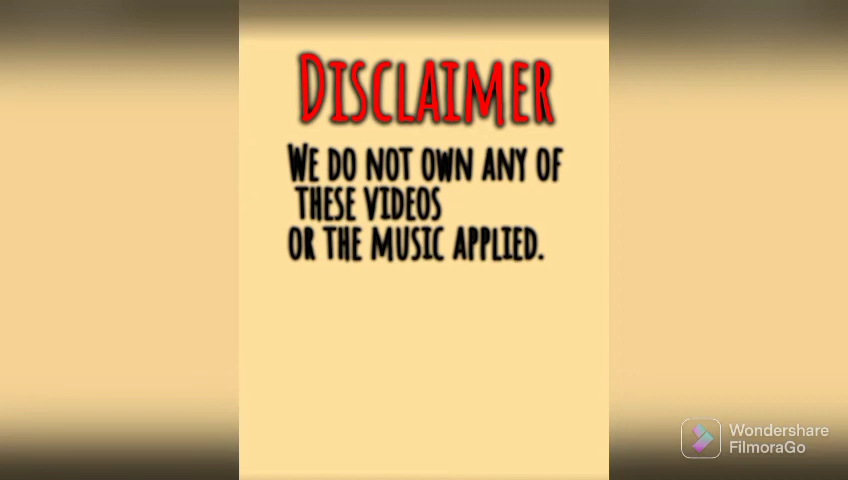 DISCLAIMER
WE DO NOT OWN ANY OF
THESE VIDEOS
OR THE MUSIC APPLIED.
Wondershare
FilmoraGo